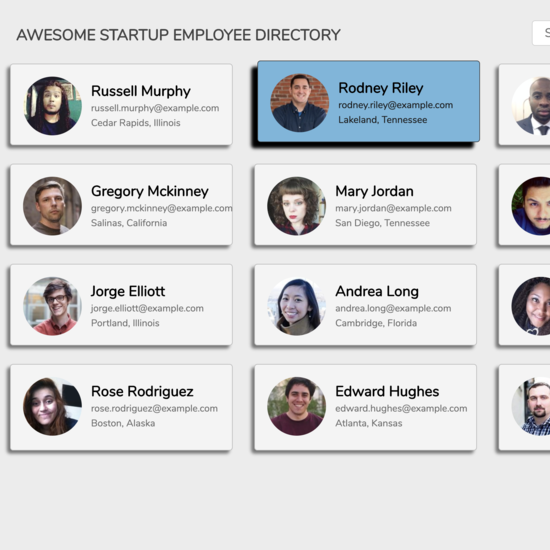 AWESOME STARTUP EMPLOYEE DIRECTORY
S
Russell Murphy
russell.murphy@example.com
Cedar Rapids, Illinois
Rodney Riley
rodney.riley@example.com
Lakeland, Tennessee
Gregory Mckinney
gregory.mckinney@example.com
Salinas, California
Mary Jordan
mary.jordan@example.com
San Diego, Tennessee
Jorge Elliott
jorge.elliott@example.com
Portland, Illinois
Andrea Long
andrea.long@example.com
Cambridge, Florida
Rose Rodriguez
rose.rodriguez@example.com
Boston, Alaska
Edward Hughes
edward.hughes@example.com
Atlanta, Kansas